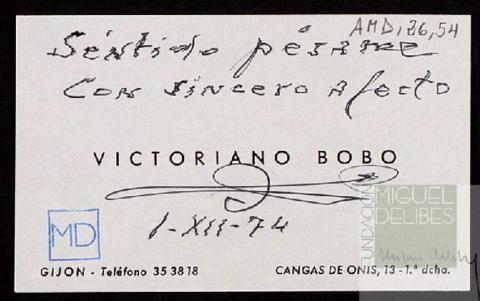 AMD,26,54
Sentido pésame
Con sincero afecto
VICTORIANO BOBO
1-XII-74
MD
GIJON - Teléfono 35 38 18
CANGAS DE ONIS, 13 - 1.° dcha.
FUNDACIÓN
MIGUEL
DELIBES